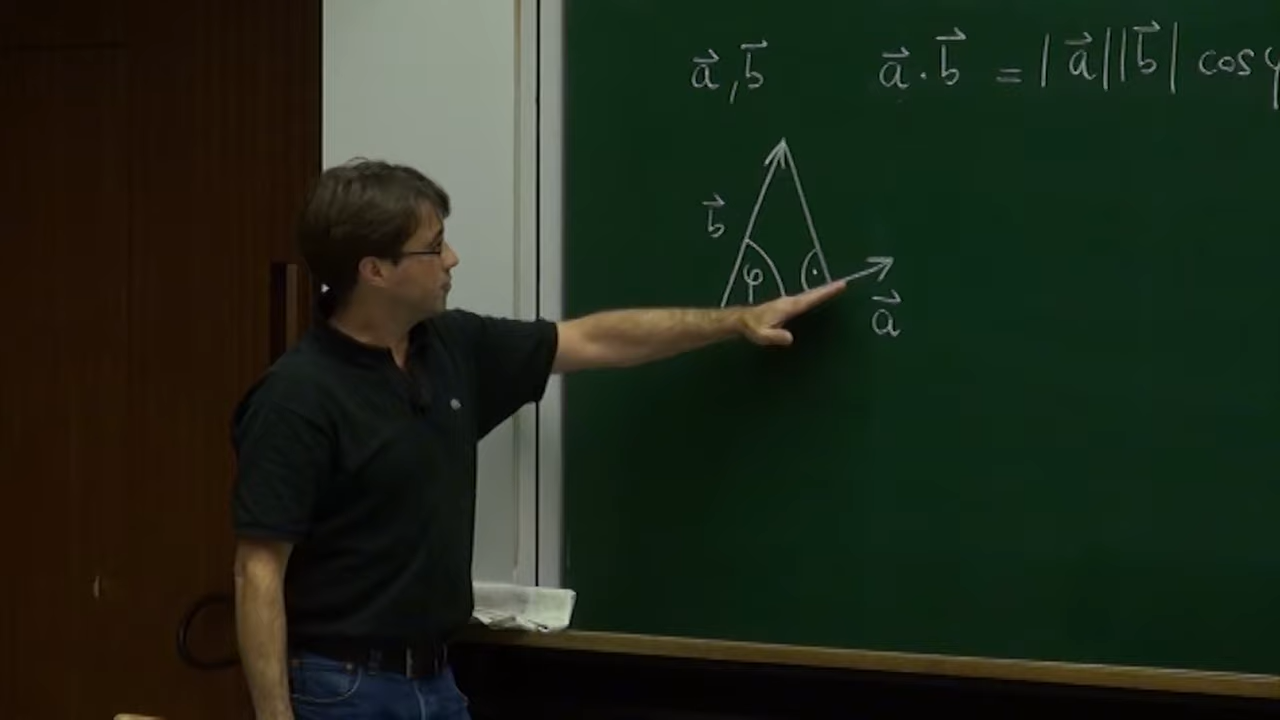 a⃗, b⃗ a⃗ · b⃗ = |a⃗||b⃗| cos φ
b⃗
φ
a⃗